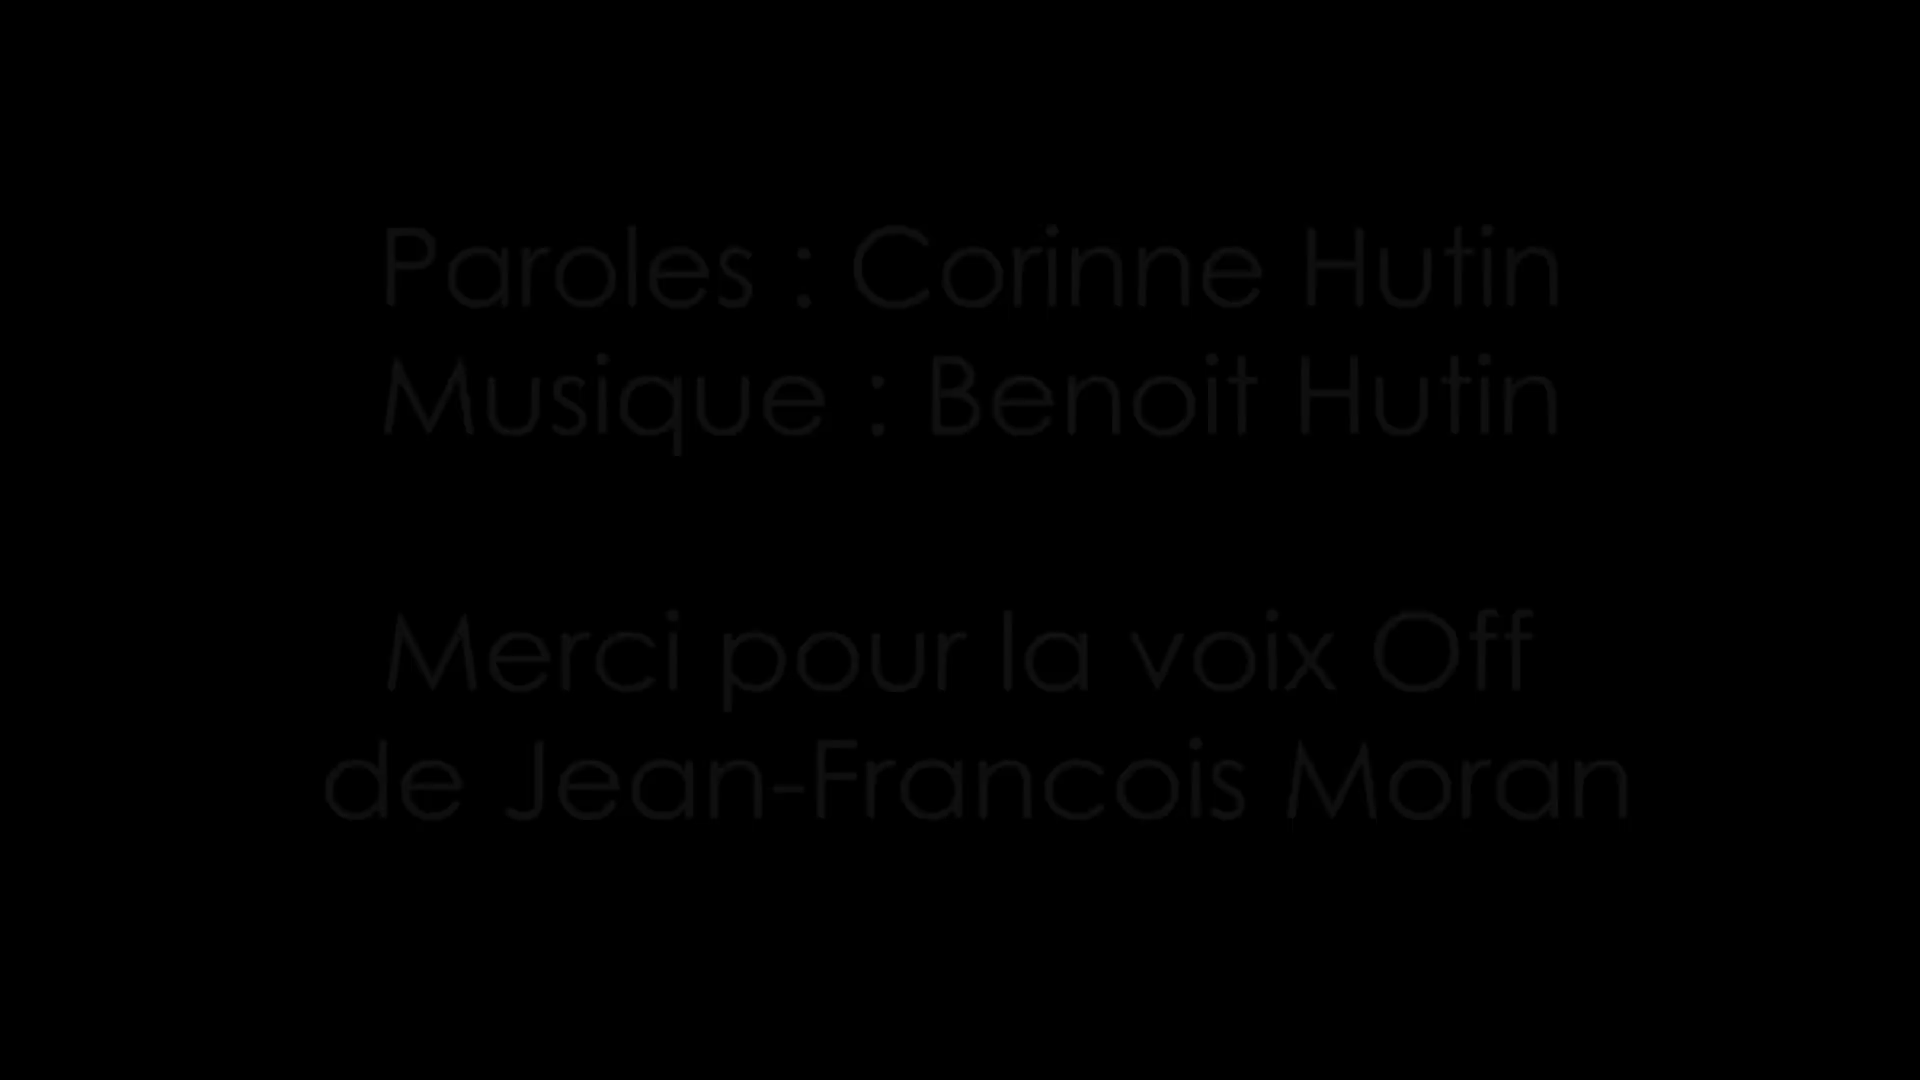 Paroles : Corinne Hutin
Musique : Benoit Hutin
Merci pour la voix Off
de Jean-Francois Moran